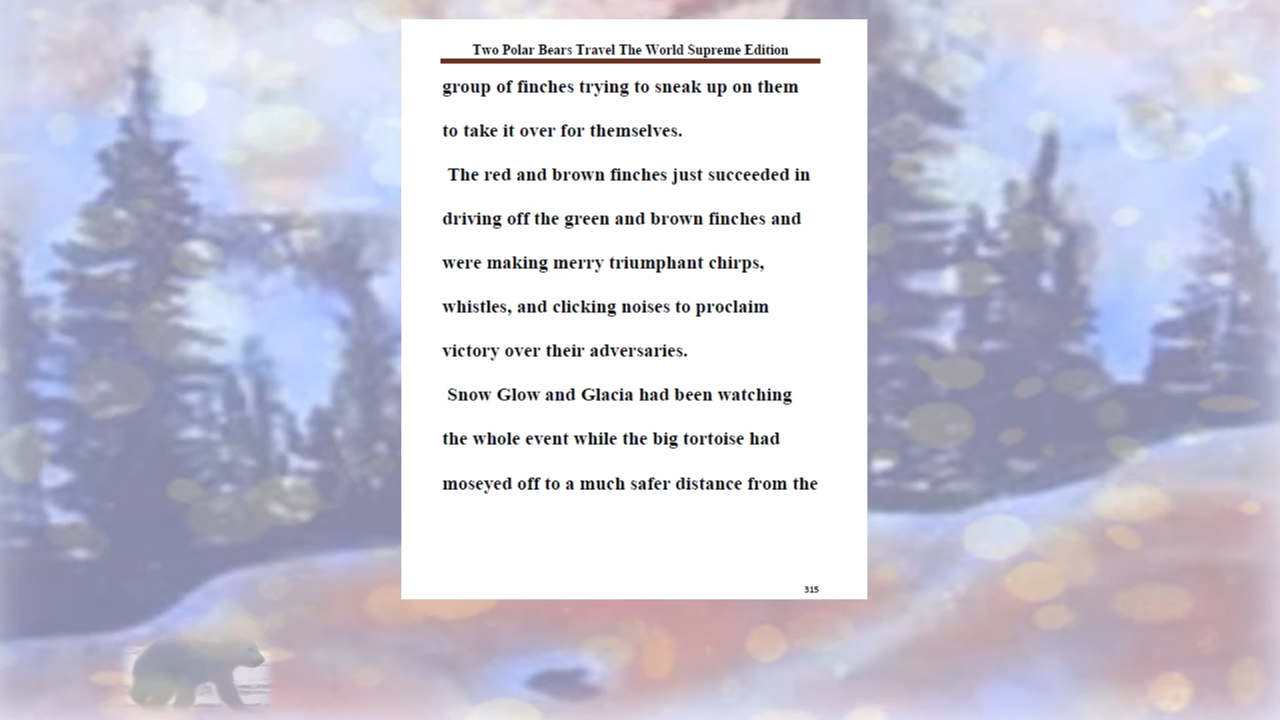 Two Polar Bears Travel The World Supreme Edition
group of finches trying to sneak up on them
to take it over for themselves.
The red and brown finches just succeeded in
driving off the green and brown finches and
were making merry triumphant chirps,
whistles, and clicking noises to proclaim
victory over their adversaries.
Snow Glow and Glacia had been watching
the whole event while the big tortoise had
moseyed off to a much safer distance from the
315